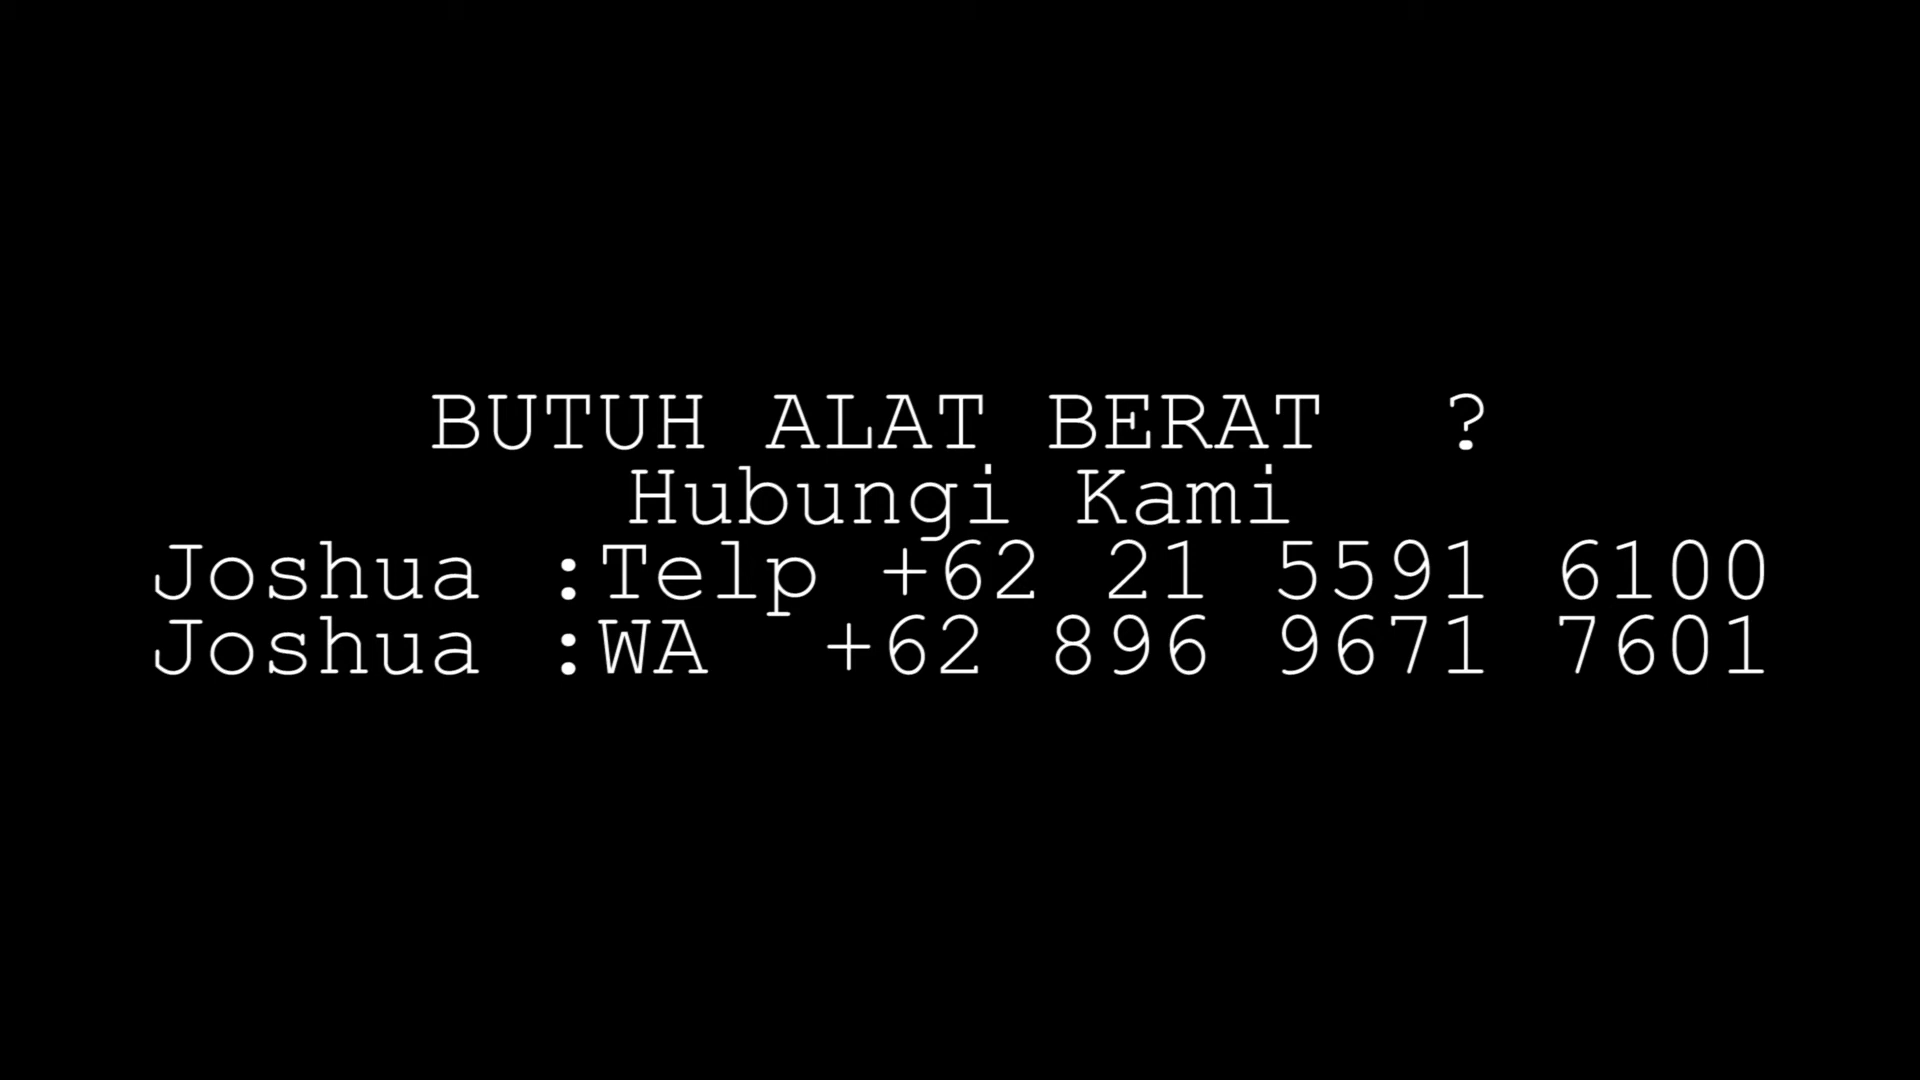 BUTUH ALAT BERAT ?
Hubungi Kami
Joshua :Telp +62 21 5591 6100
Joshua :WA +62 896 9671 7601